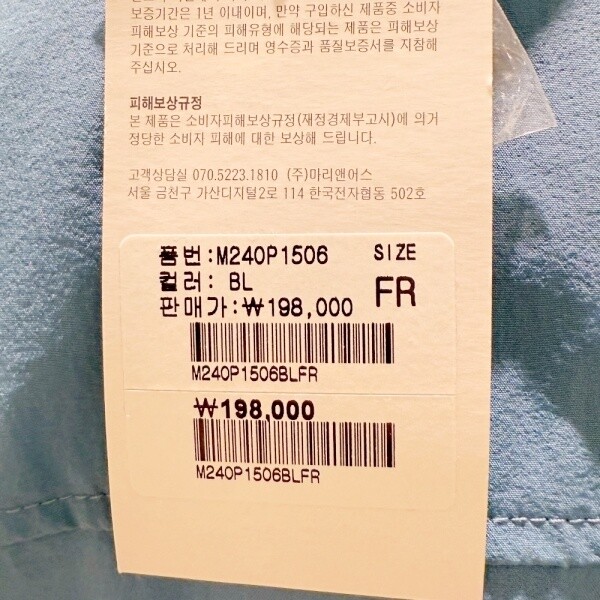 보증기간은 1년 이내이며, 만약 구입하신 제품중 소비자
피해보상 기준의 피해유형에 해당되는 제품은 피해보상
기준으로 처리해 드리며 영수증과 품질보증서를 지참해
주십시오.
피해보상규정
본 제품은 소비자피해보상규정(재정경제부고시)에 의거
정당한 소비자 피해에 대한 보상해 드립니다.
고객상담실 070.5223.1810 (주)마리앤어스
서울 금천구 가산디지털2로 114 한국전자협동 502호
품번:M240P1506 SIZE
컬러: BL FR
판매가:₩198,000
M240P1506BLFR
₩198,000
M240P1506BLFR